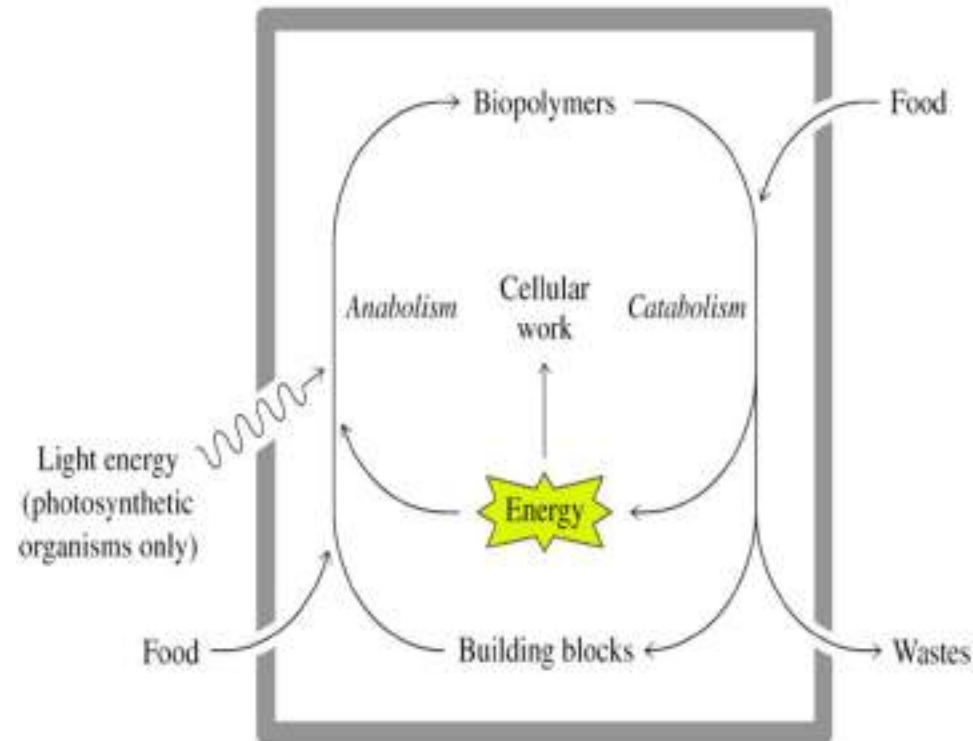 Biopolymers
Food
Anabolism
Cellular
work
Catabolism
Light energy
(photosynthetic
organisms only)
Energy
Food
Building blocks
Wastes